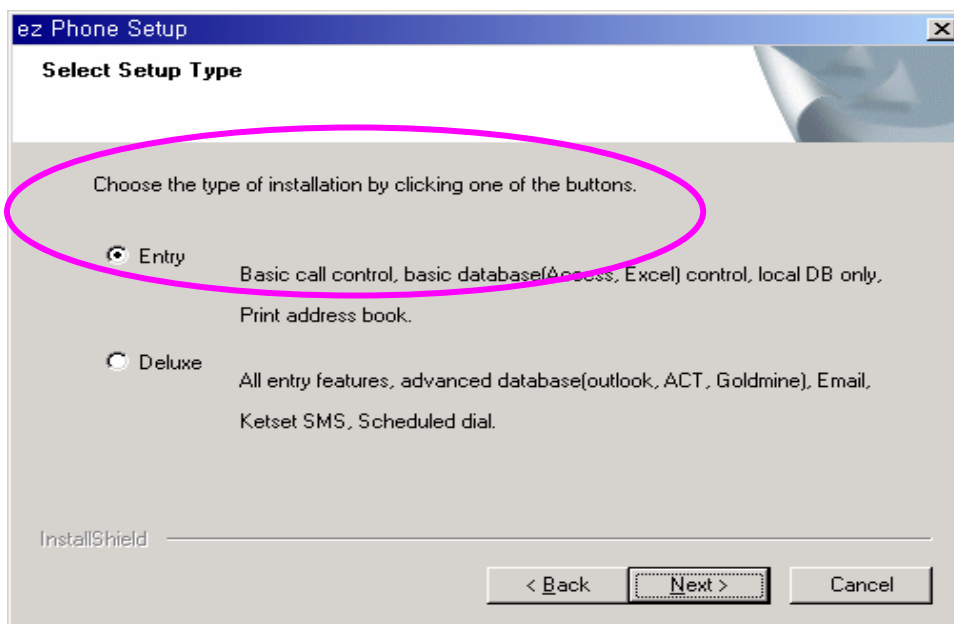 ez Phone Setup
Select Setup Type
Choose the type of installation by clicking one of the buttons.
Entry
Basic call control, basic database(Access, Excel) control, local DB only,
Print address book.
Deluxe
All entry features, advanced database(outlook, ACT, Goldmine), Email,
Ketset SMS, Scheduled dial.
InstallShield
< Back
Next >
Cancel